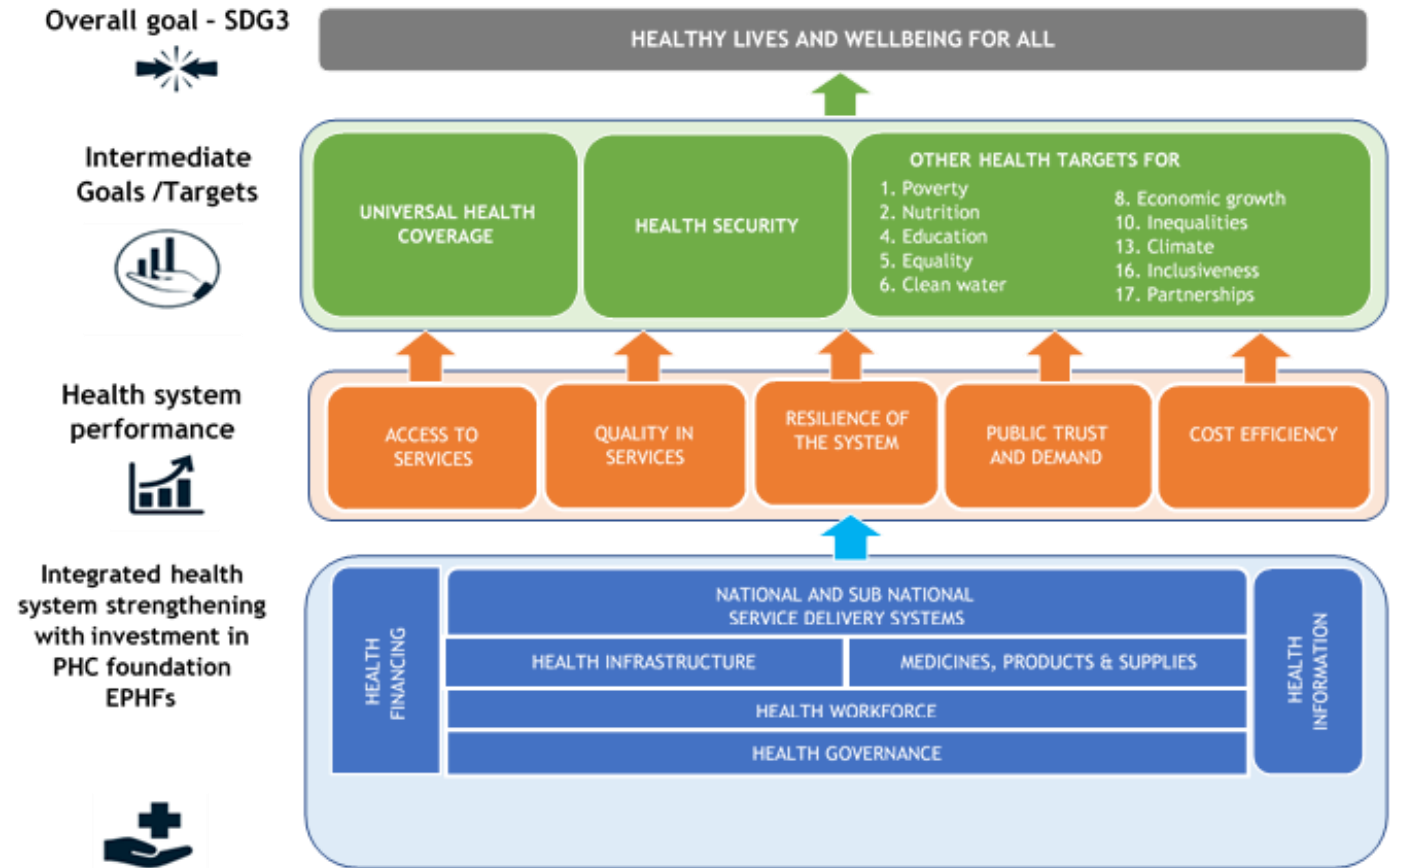 Overall goal - SDG3
HEALTHY LIVES AND WELLBEING FOR ALL
Intermediate
Goals /Targets
UNIVERSAL HEALTH
COVERAGE
HEALTH SECURITY
OTHER HEALTH TARGETS FOR
1. Poverty
2. Nutrition
4. Education
5. Equality
6. Clean water
8. Economic growth
10. Inequalities
13. Climate
16. Inclusiveness
17. Partnerships
Health system
performance
ACCESS TO
SERVICES
QUALITY IN
SERVICES
RESILIENCE OF
THE SYSTEM
PUBLIC TRUST
AND DEMAND
COST EFFICIENCY
Integrated health
system strengthening
with investment in
PHC foundation
EPHFs
HEALTH
FINANCING
NATIONAL AND SUB NATIONAL
SERVICE DELIVERY SYSTEMS
HEALTH INFRASTRUCTURE
MEDICINES, PRODUCTS & SUPPLIES
HEALTH WORKFORCE
HEALTH GOVERNANCE
HEALTH
INFORMATION